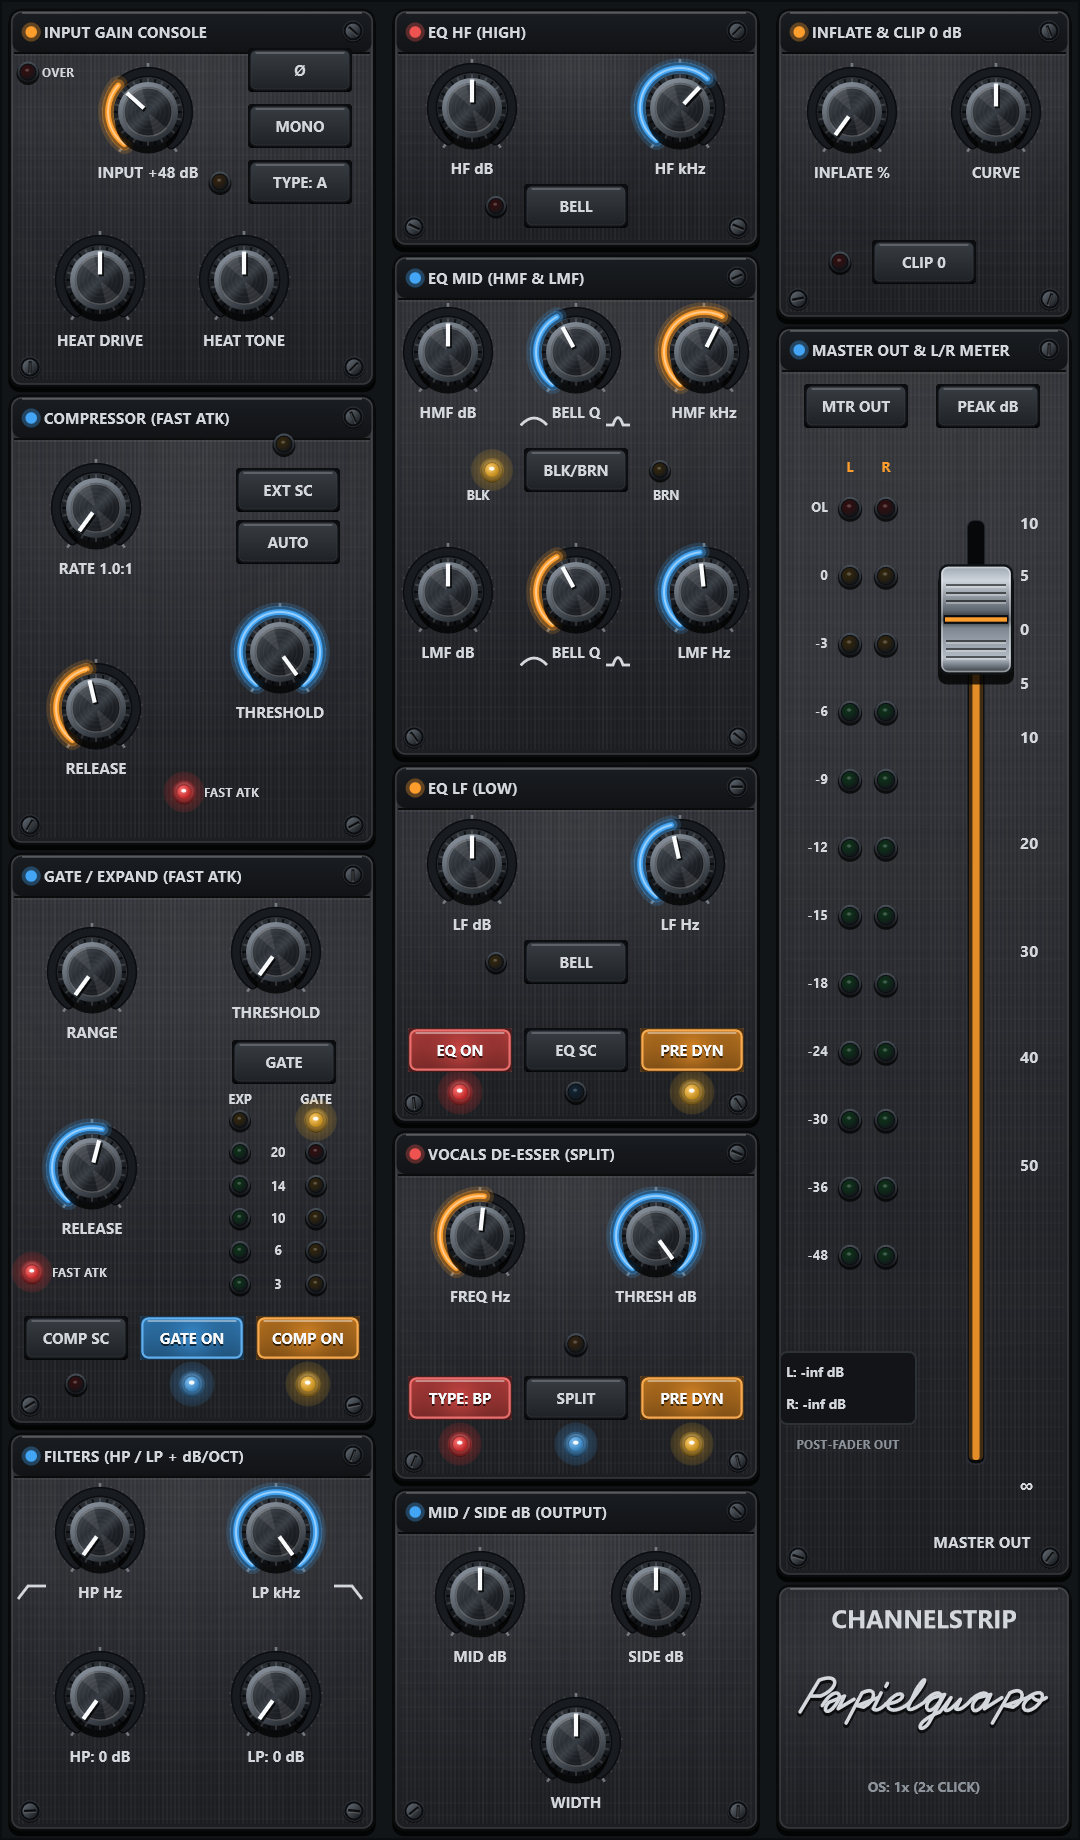 INPUT GAIN CONSOLE
OVER
Ø
MONO
TYPE: A
INPUT +48 dB
HEAT DRIVE
HEAT TONE
COMPRESSOR (FAST ATK)
EXT SC
AUTO
RATE 1.0:1
THRESHOLD
RELEASE
FAST ATK
GATE / EXPAND (FAST ATK)
RANGE
THRESHOLD
GATE
EXP
GATE
20
14
10
6
3
RELEASE
FAST ATK
COMP SC
GATE ON
COMP ON
FILTERS (HP / LP + dB/OCT)
HP Hz
LP kHz
HP: 0 dB
LP: 0 dB
EQ HF (HIGH)
HF dB
HF kHz
BELL
EQ MID (HMF & LMF)
HMF dB
BELL Q
HMF kHz
BLK/BRN
BLK
BRN
LMF dB
BELL Q
LMF Hz
EQ LF (LOW)
LF dB
LF Hz
BELL
EQ ON
EQ SC
PRE DYN
VOCALS DE-ESSER (SPLIT)
FREQ Hz
THRESH dB
TYPE: BP
SPLIT
PRE DYN
MID / SIDE dB (OUTPUT)
MID dB
SIDE dB
WIDTH
INFLATE & CLIP 0 dB
INFLATE %
CURVE
CLIP 0
MASTER OUT & L/R METER
MTR OUT
PEAK dB
L
R
OL
0
-3
-6
-9
-12
-15
-18
-24
-30
-36
-48
10
5
0
5
10
20
30
40
50
∞
L: -inf dB
R: -inf dB
POST-FADER OUT
MASTER OUT
CHANNELSTRIP
Papielguapo
OS: 1x (2x CLICK)